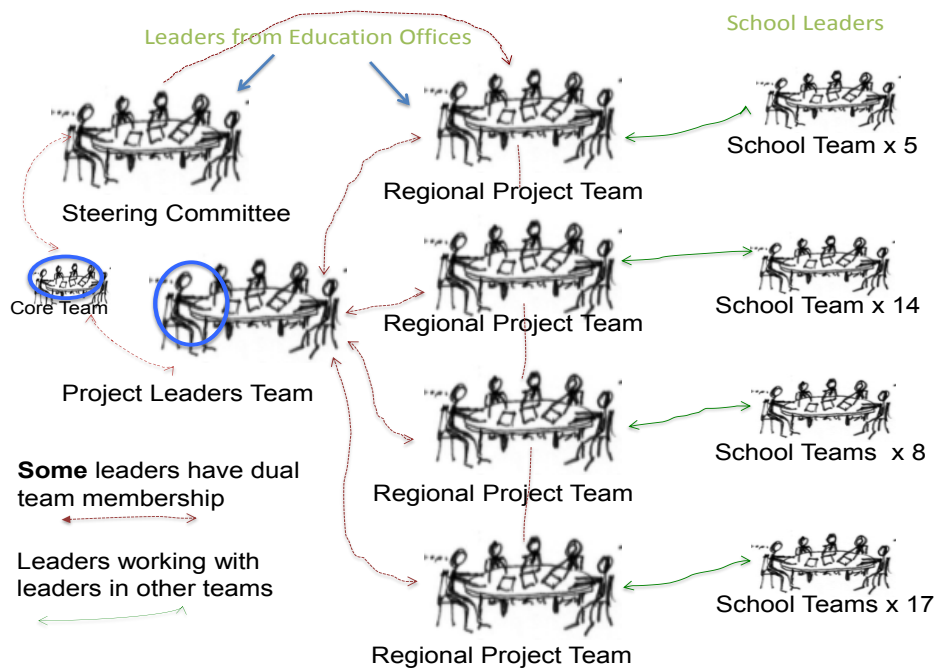 Leaders from Education Offices
School Leaders
Steering Committee
Regional Project Team
School Team x 5
Core Team
Regional Project Team
School Team x 14
Project Leaders Team
Regional Project Team
School Teams  x 8
Some leaders have dual
team membership
Leaders working with
leaders in other teams
Regional Project Team
School Teams x 17